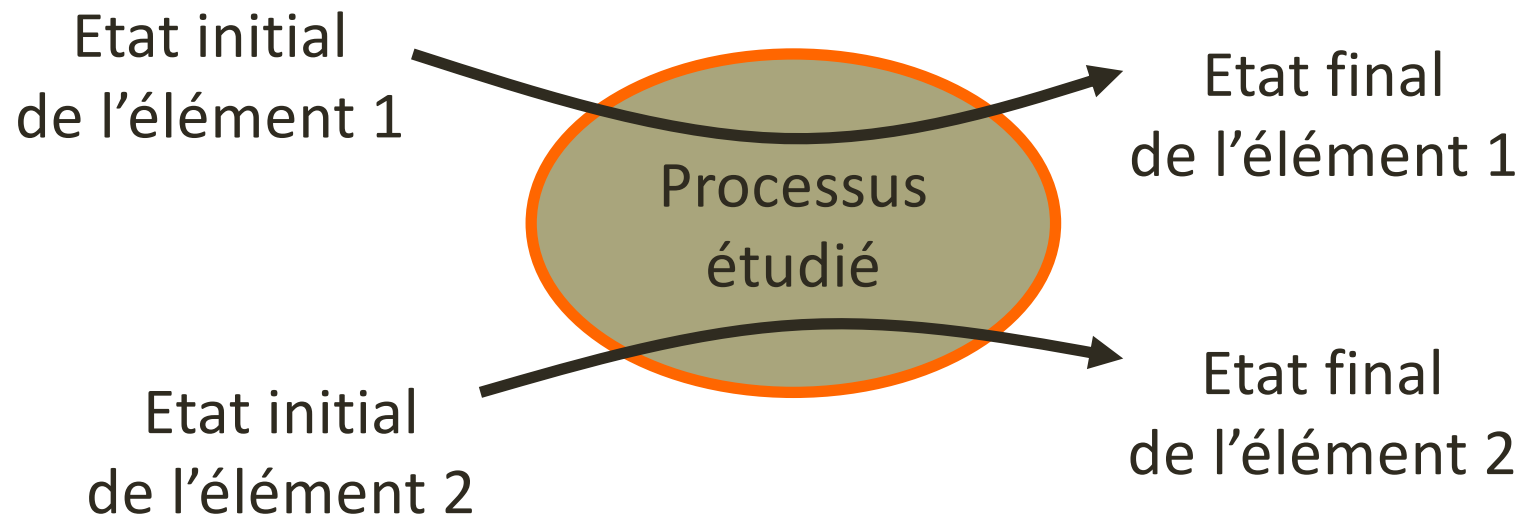 Etat initial
de l’élément 1
Etat final
de l’élément 1
Processus
étudié
Etat initial
de l’élément 2
Etat final
de l’élément 2